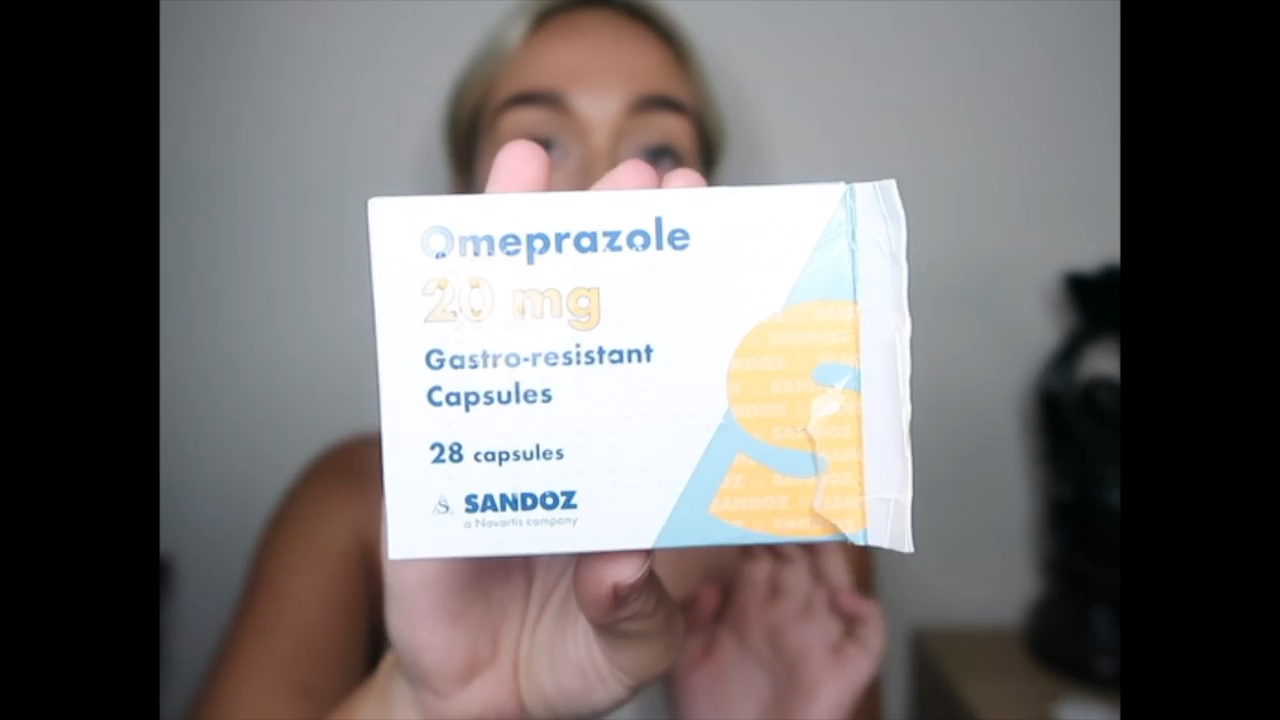 Omeprazole
20 mg
Gastro-resistant
Capsules
28 capsules
SANDOZ
a Novartis company